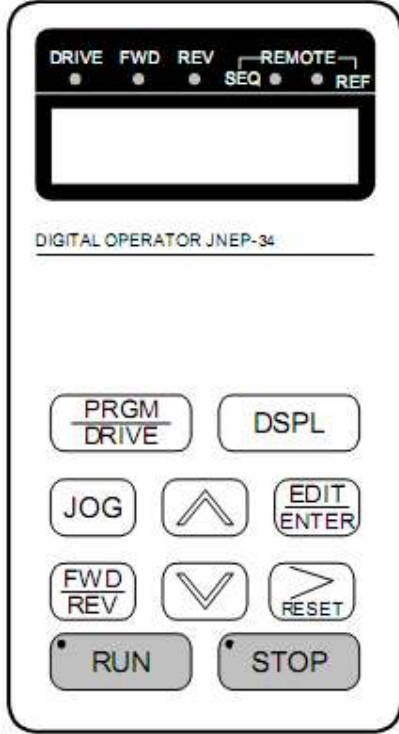 DRIVE FWD REV REMOTE
SEQ REF
DIGITAL OPERATOR JNEP-34
PRGM
DRIVE
DSPL
JOG
EDIT
ENTER
FWD
REV
RESET
RUN STOP